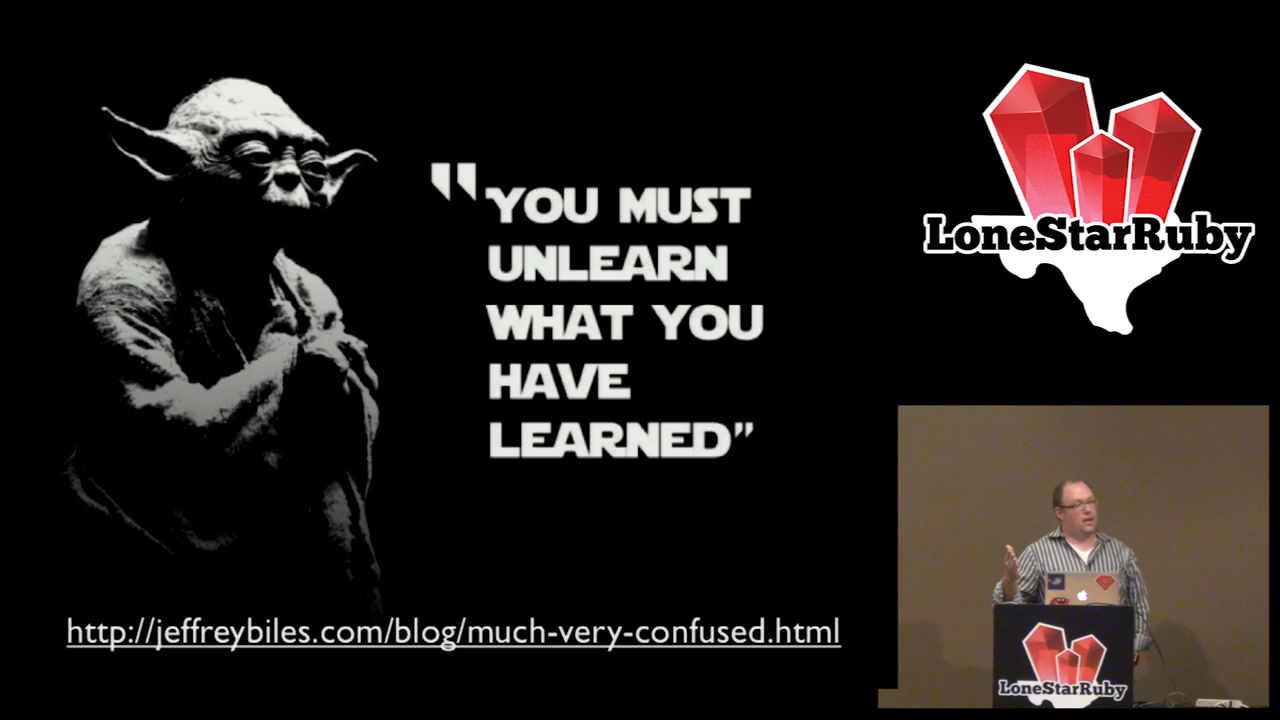 "YOU MUST
UNLEARN
WHAT YOU
HAVE
LEARNED"
http://jeffreybiles.com/blog/much-very-confused.html
LoneStarRuby
LoneStarRuby